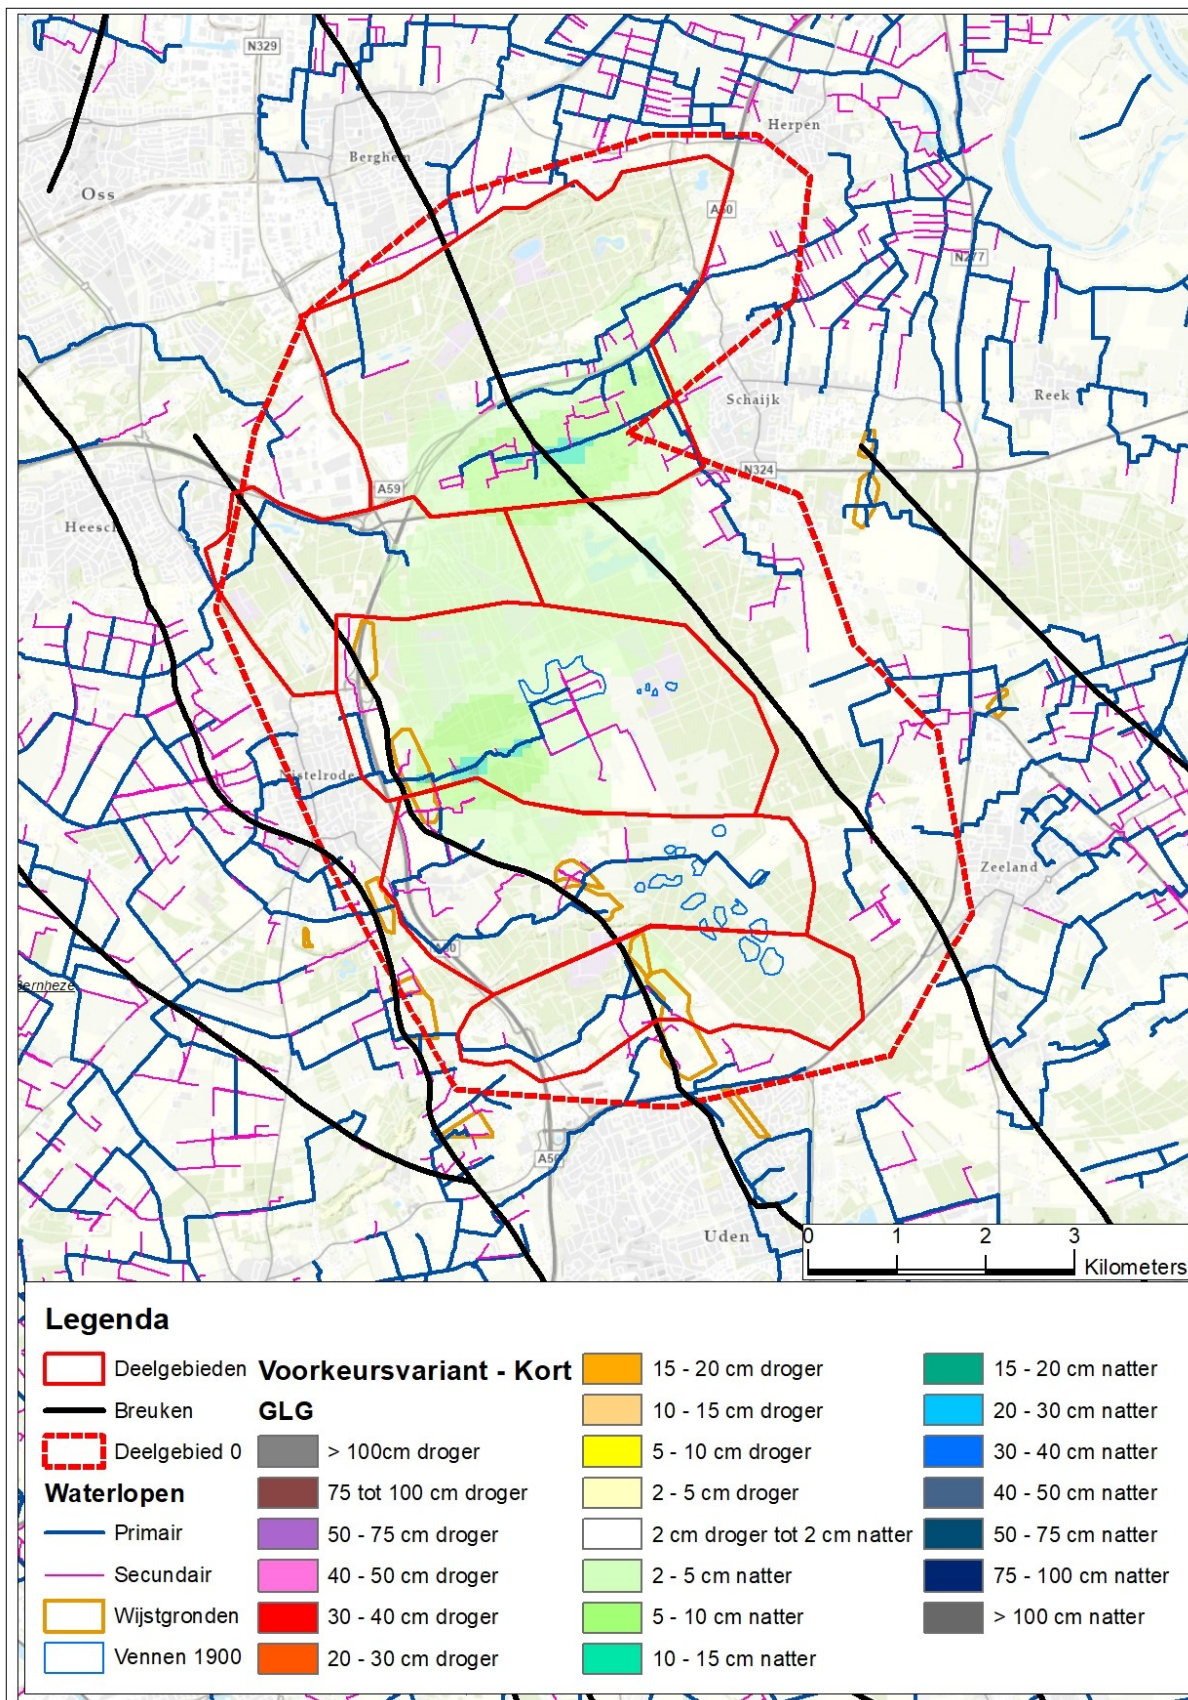 N329
Herpen
Berghem
Oss
A50
N277
Reek
Schaijk
N324
A59
Heesch
Nistelrode
Zeeland
A50
Bernheze
A50
Uden
0 1 2 3
Kilometers
Legenda
Deelgebieden
Breuken
Deelgebied 0
Waterlopen
Primair
Secundair
Wijstgronden
Vennen 1900
Voorkeursvariant - Kort
GLG
> 100cm droger
75 tot 100 cm droger
50 - 75 cm droger
40 - 50 cm droger
30 - 40 cm droger
20 - 30 cm droger
15 - 20 cm droger
10 - 15 cm droger
5 - 10 cm droger
2 - 5 cm droger
2 cm droger tot 2 cm natter
2 - 5 cm natter
5 - 10 cm natter
10 - 15 cm natter
15 - 20 cm natter
20 - 30 cm natter
30 - 40 cm natter
40 - 50 cm natter
50 - 75 cm natter
75 - 100 cm natter
> 100 cm natter